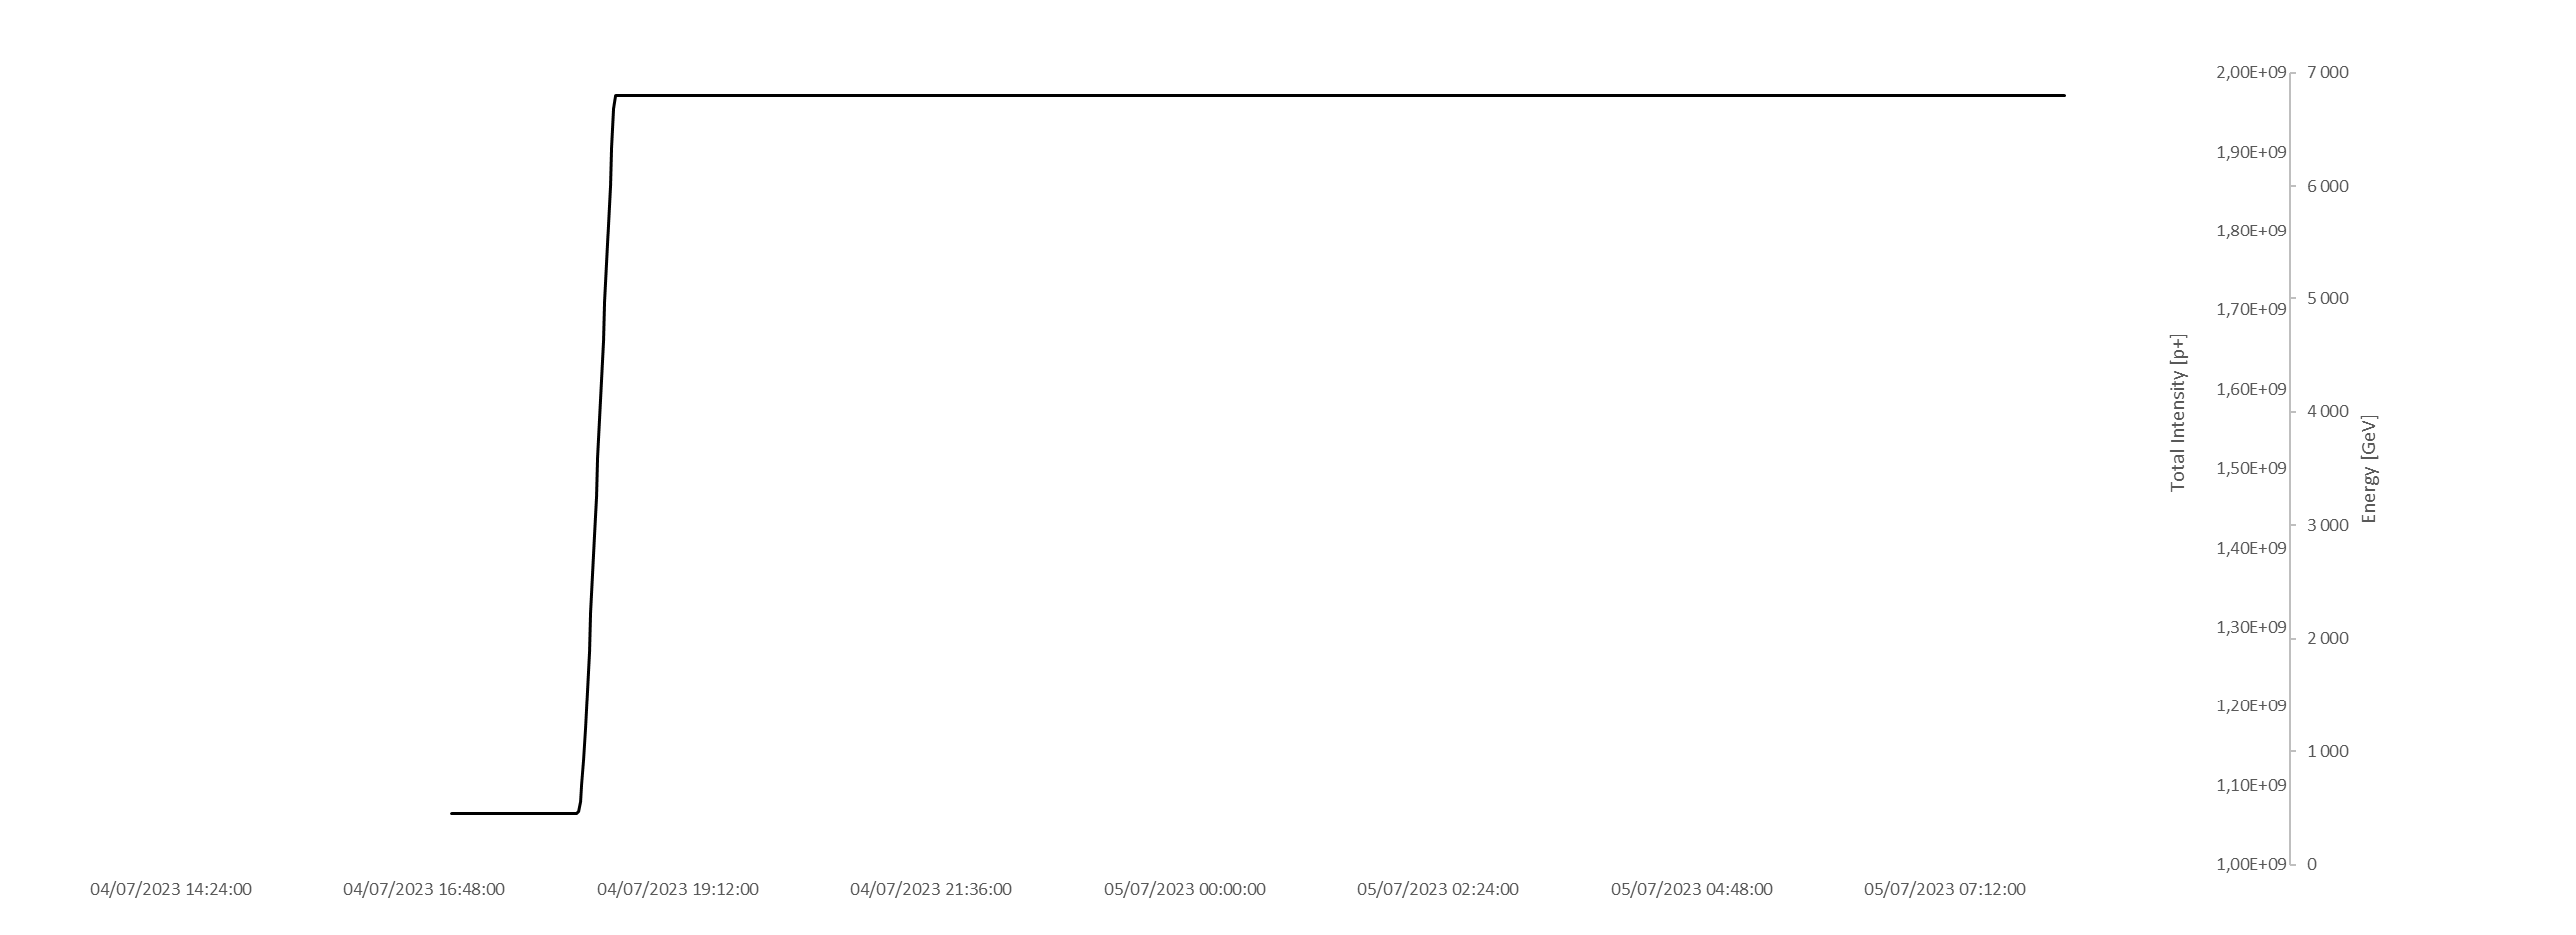 2,00E+09
1,90E+09
1,80E+09
1,70E+09
1,60E+09
1,50E+09
1,40E+09
1,30E+09
1,20E+09
1,10E+09
1,00E+09
Total Intensity [p+]
7 000
6 000
5 000
4 000
3 000
2 000
1 000
0
Energy [GeV]
04/07/2023 14:24:00
04/07/2023 16:48:00
04/07/2023 19:12:00
04/07/2023 21:36:00
05/07/2023 00:00:00
05/07/2023 02:24:00
05/07/2023 04:48:00
05/07/2023 07:12:00